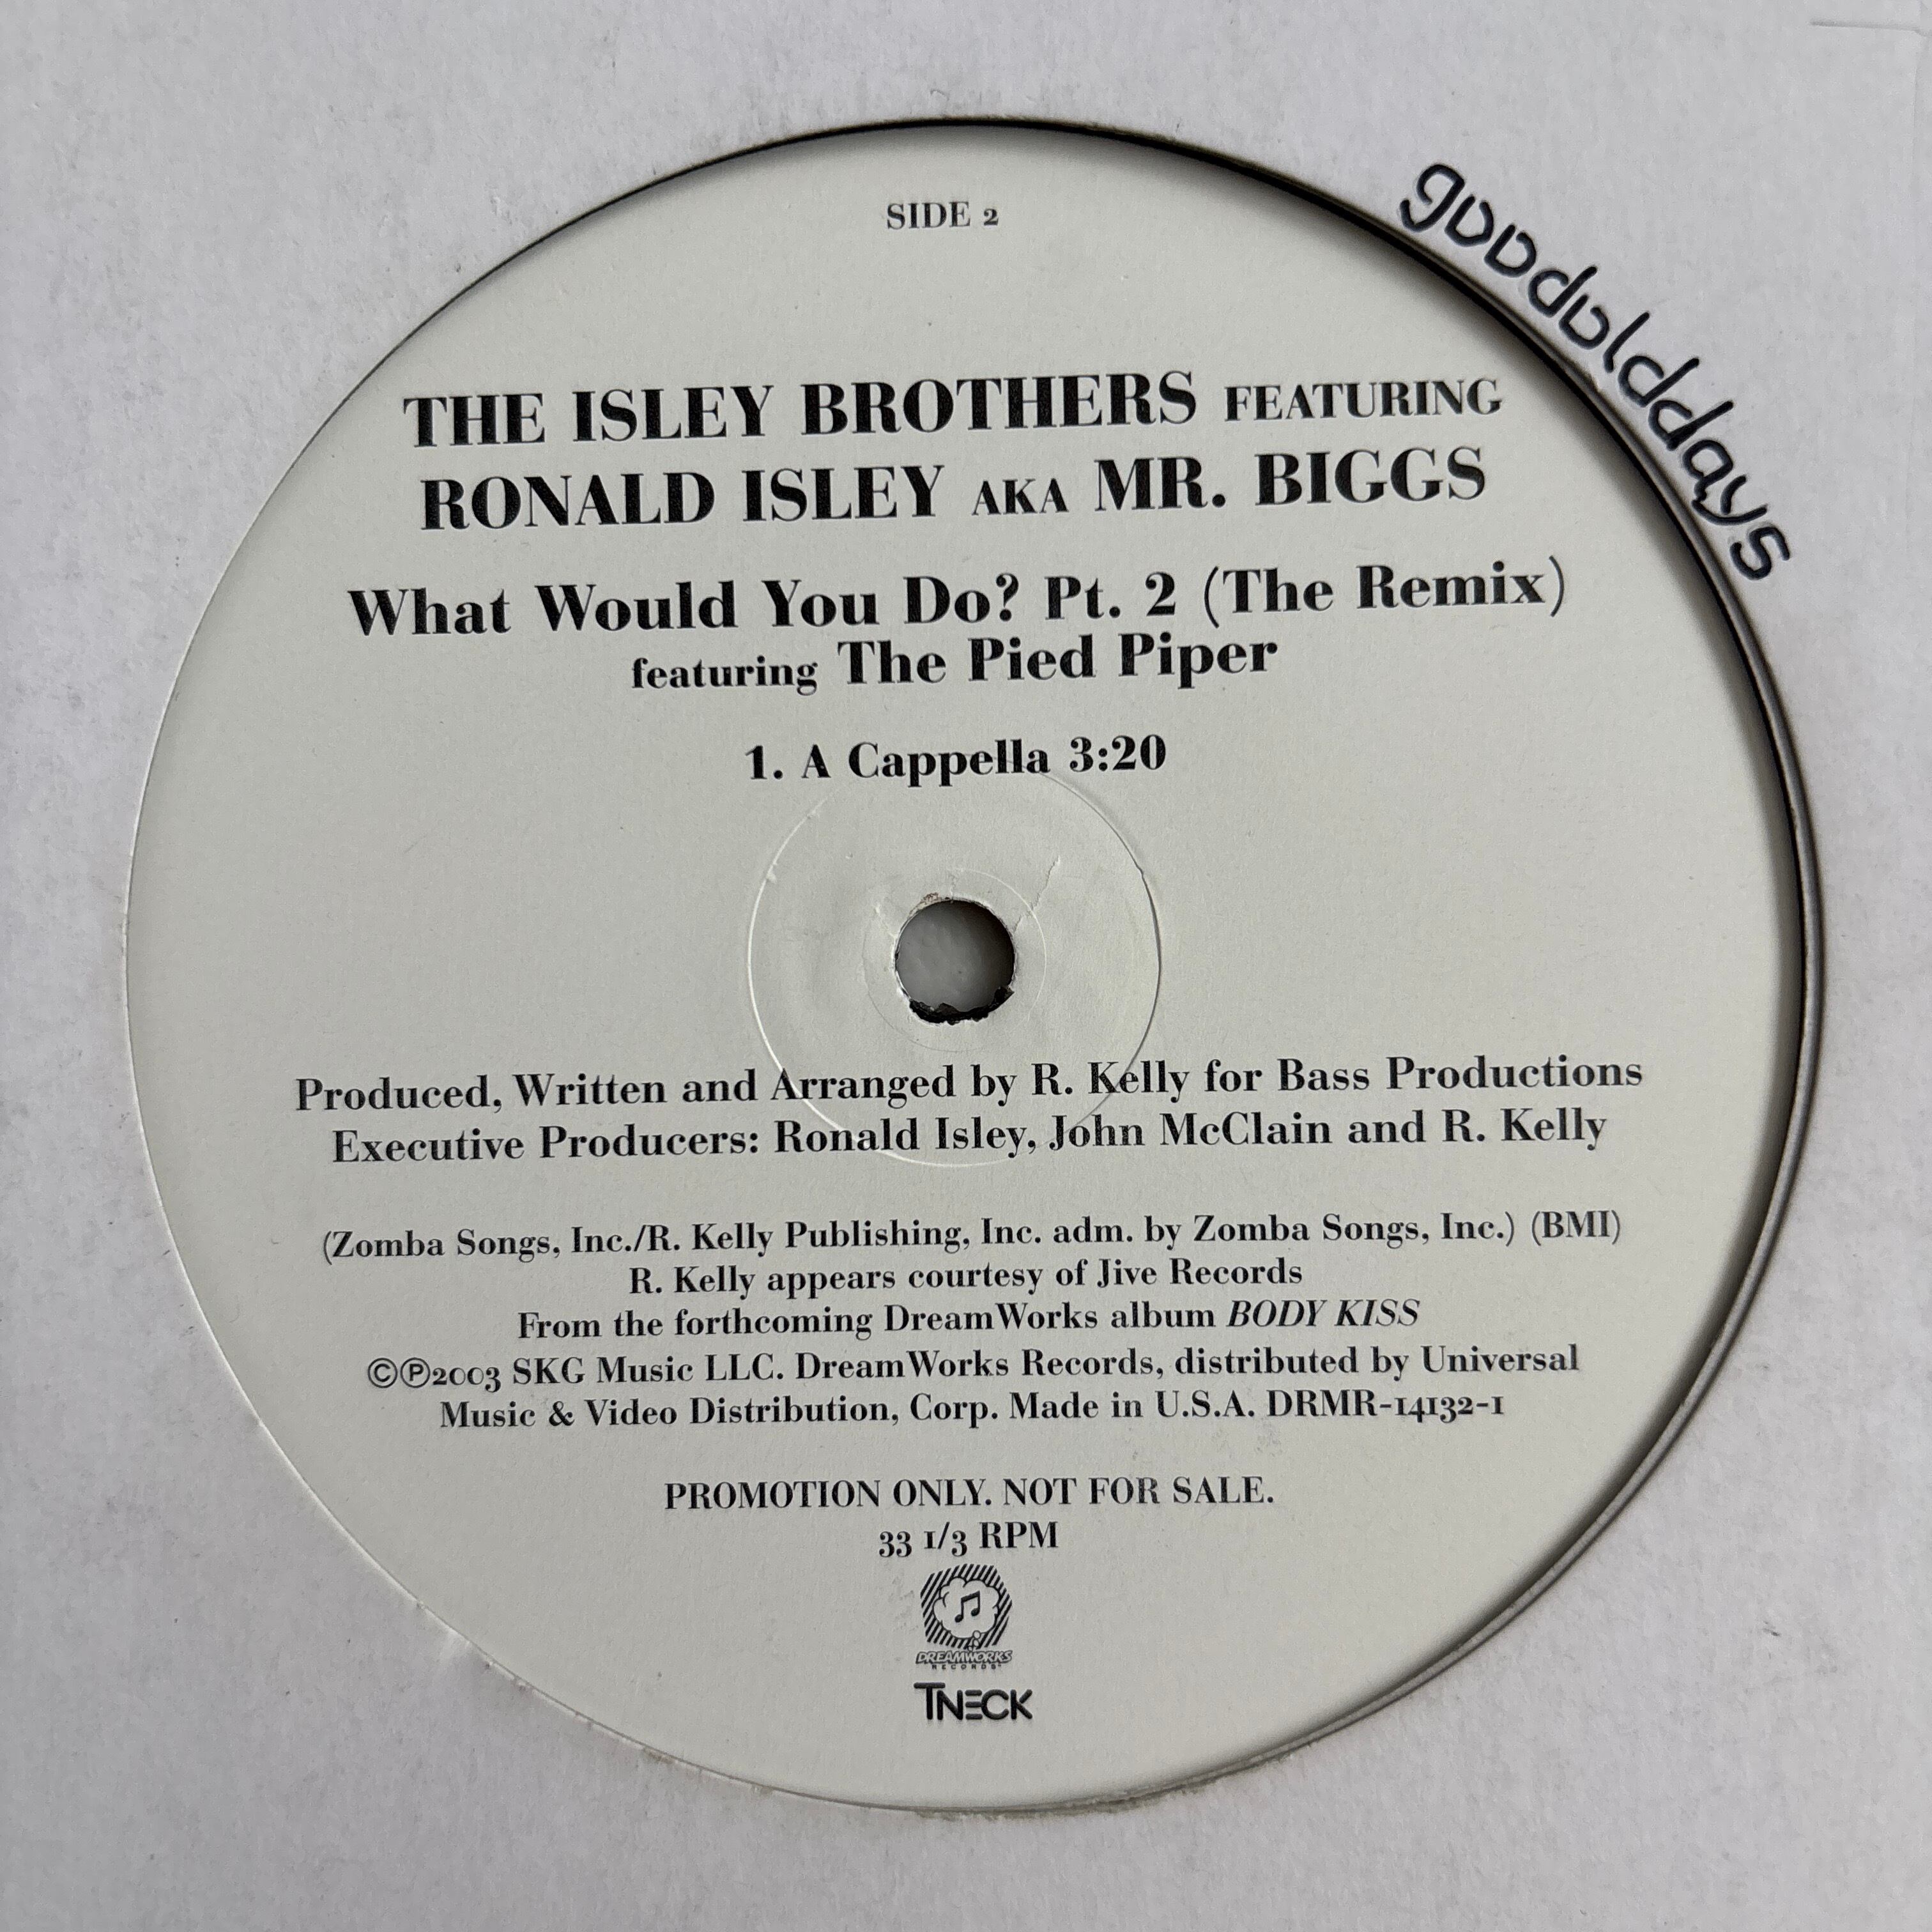 SIDE 2
goodolddays
THE ISLEY BROTHERS FEATURING
RONALD ISLEY AKA MR. BIGGS
What Would You Do? Pt. 2 (The Remix)
featuring The Pied Piper
1. A Cappella 3:20
Produced, Written and Arranged by R. Kelly for Bass Productions
Executive Producers: Ronald Isley, John McClain and R. Kelly
(Zomba Songs, Inc./R. Kelly Publishing, Inc. adm. by Zomba Songs, Inc.) (BMI)
R. Kelly appears courtesy of Jive Records
From the forthcoming DreamWorks album BODY KISS
©℗2003 SKG Music LLC. DreamWorks Records, distributed by Universal
Music & Video Distribution, Corp. Made in U.S.A. DRMR-14132-1
PROMOTION ONLY. NOT FOR SALE.
33 1/3 RPM
DREAMWORKS
RECORDS
TNECK